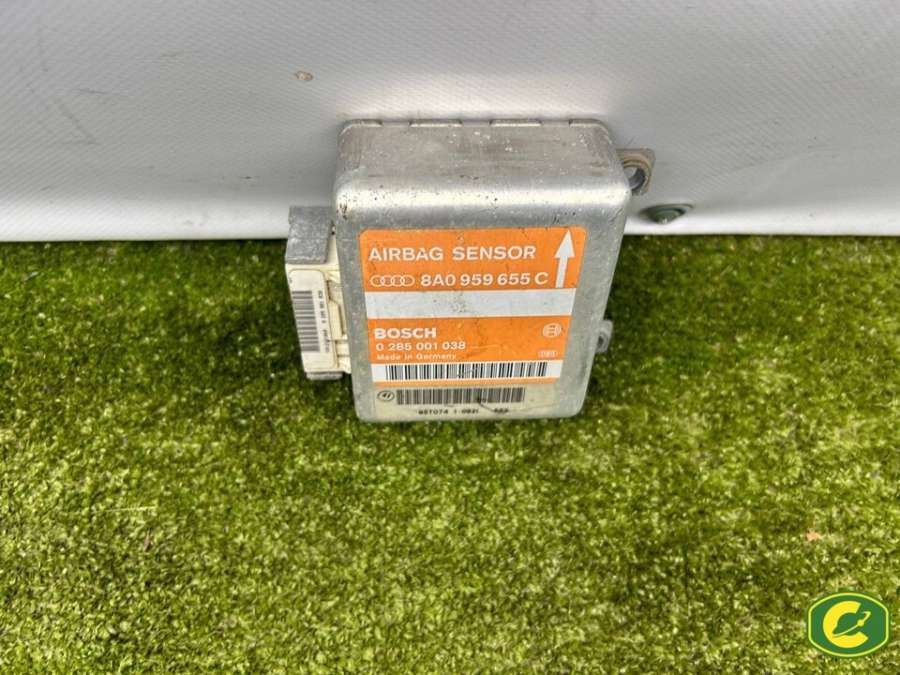 AIRBAG SENSOR
8A0 959 655 C
BOSCH
0 285 001 038
Made in Germany